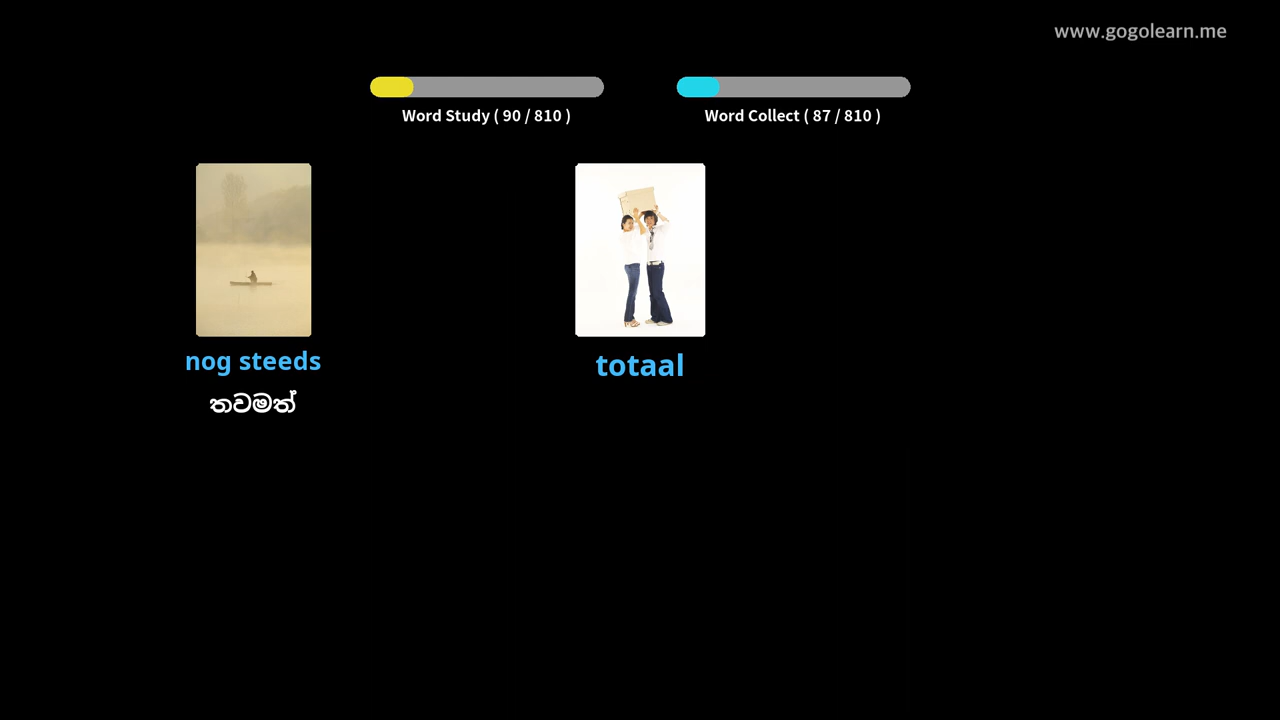 www.gogolearn.me
Word Study ( 90 / 810 )
Word Collect ( 87 / 810 )
nog steeds
තවමත්
totaal